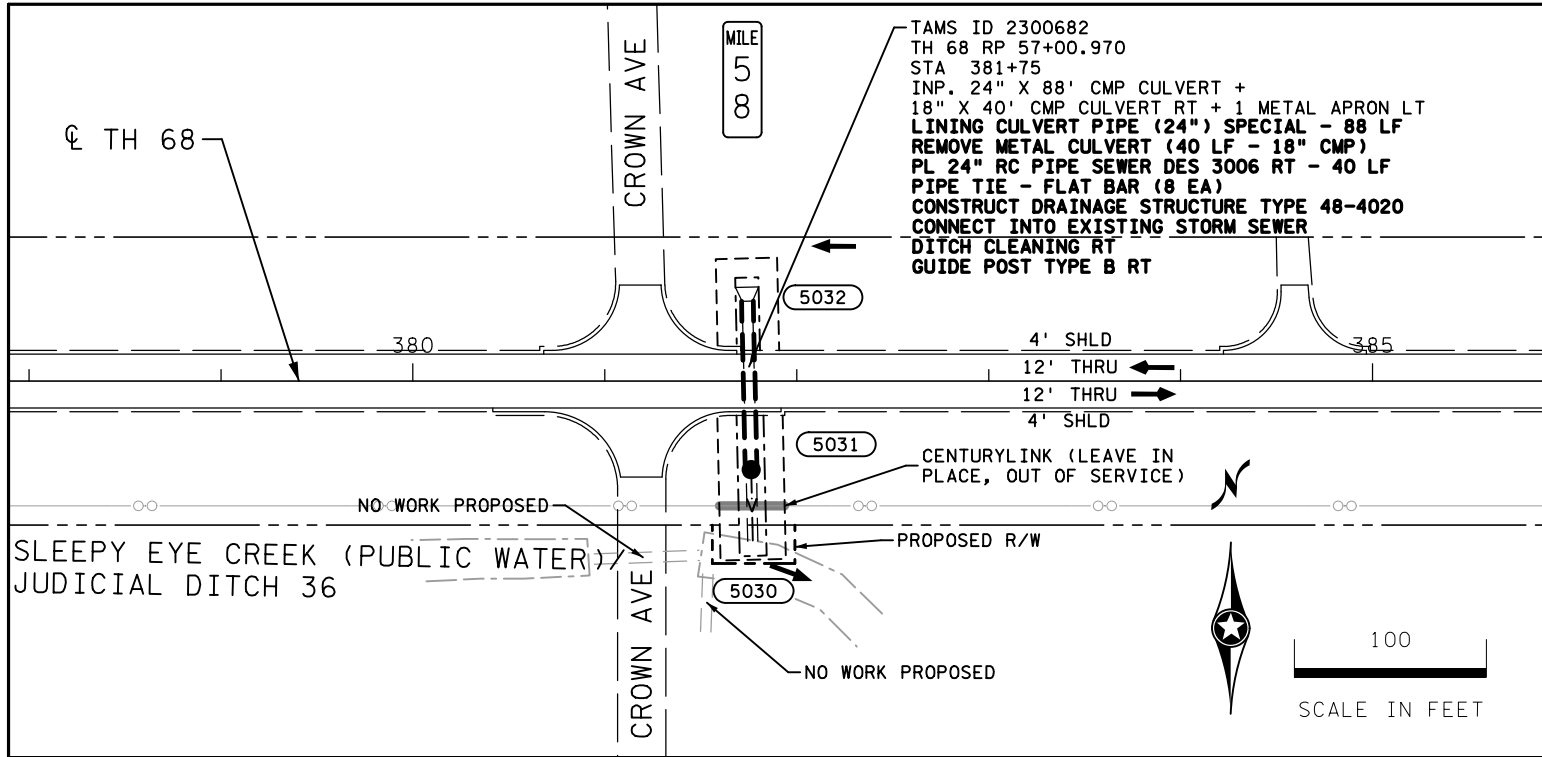 TAMS ID 2300682
TH 68 RP 57+00.970
STA 381+75
INP. 24" X 88' CMP CULVERT +
18" X 40' CMP CULVERT RT + 1 METAL APRON LT
LINING CULVERT PIPE (24") SPECIAL - 88 LF
REMOVE METAL CULVERT (40 LF - 18" CMP)
PL 24" RC PIPE SEWER DES 3006 RT - 40 LF
PIPE TIE - FLAT BAR (8 EA)
CONSTRUCT DRAINAGE STRUCTURE TYPE 48-4020
CONNECT INTO EXISTING STORM SEWER
DITCH CLEANING RT
GUIDE POST TYPE B RT
MILE
5
8
CROWN AVE
℄ TH 68
5032
380
4' SHLD
385
12' THRU
12' THRU
4' SHLD
5031
CENTURYLINK (LEAVE IN
PLACE, OUT OF SERVICE)
N
NO WORK PROPOSED
PROPOSED R/W
SLEEPY EYE CREEK (PUBLIC WATER)/
JUDICIAL DITCH 36
5030
CROWN AVE
NO WORK PROPOSED
100
SCALE IN FEET